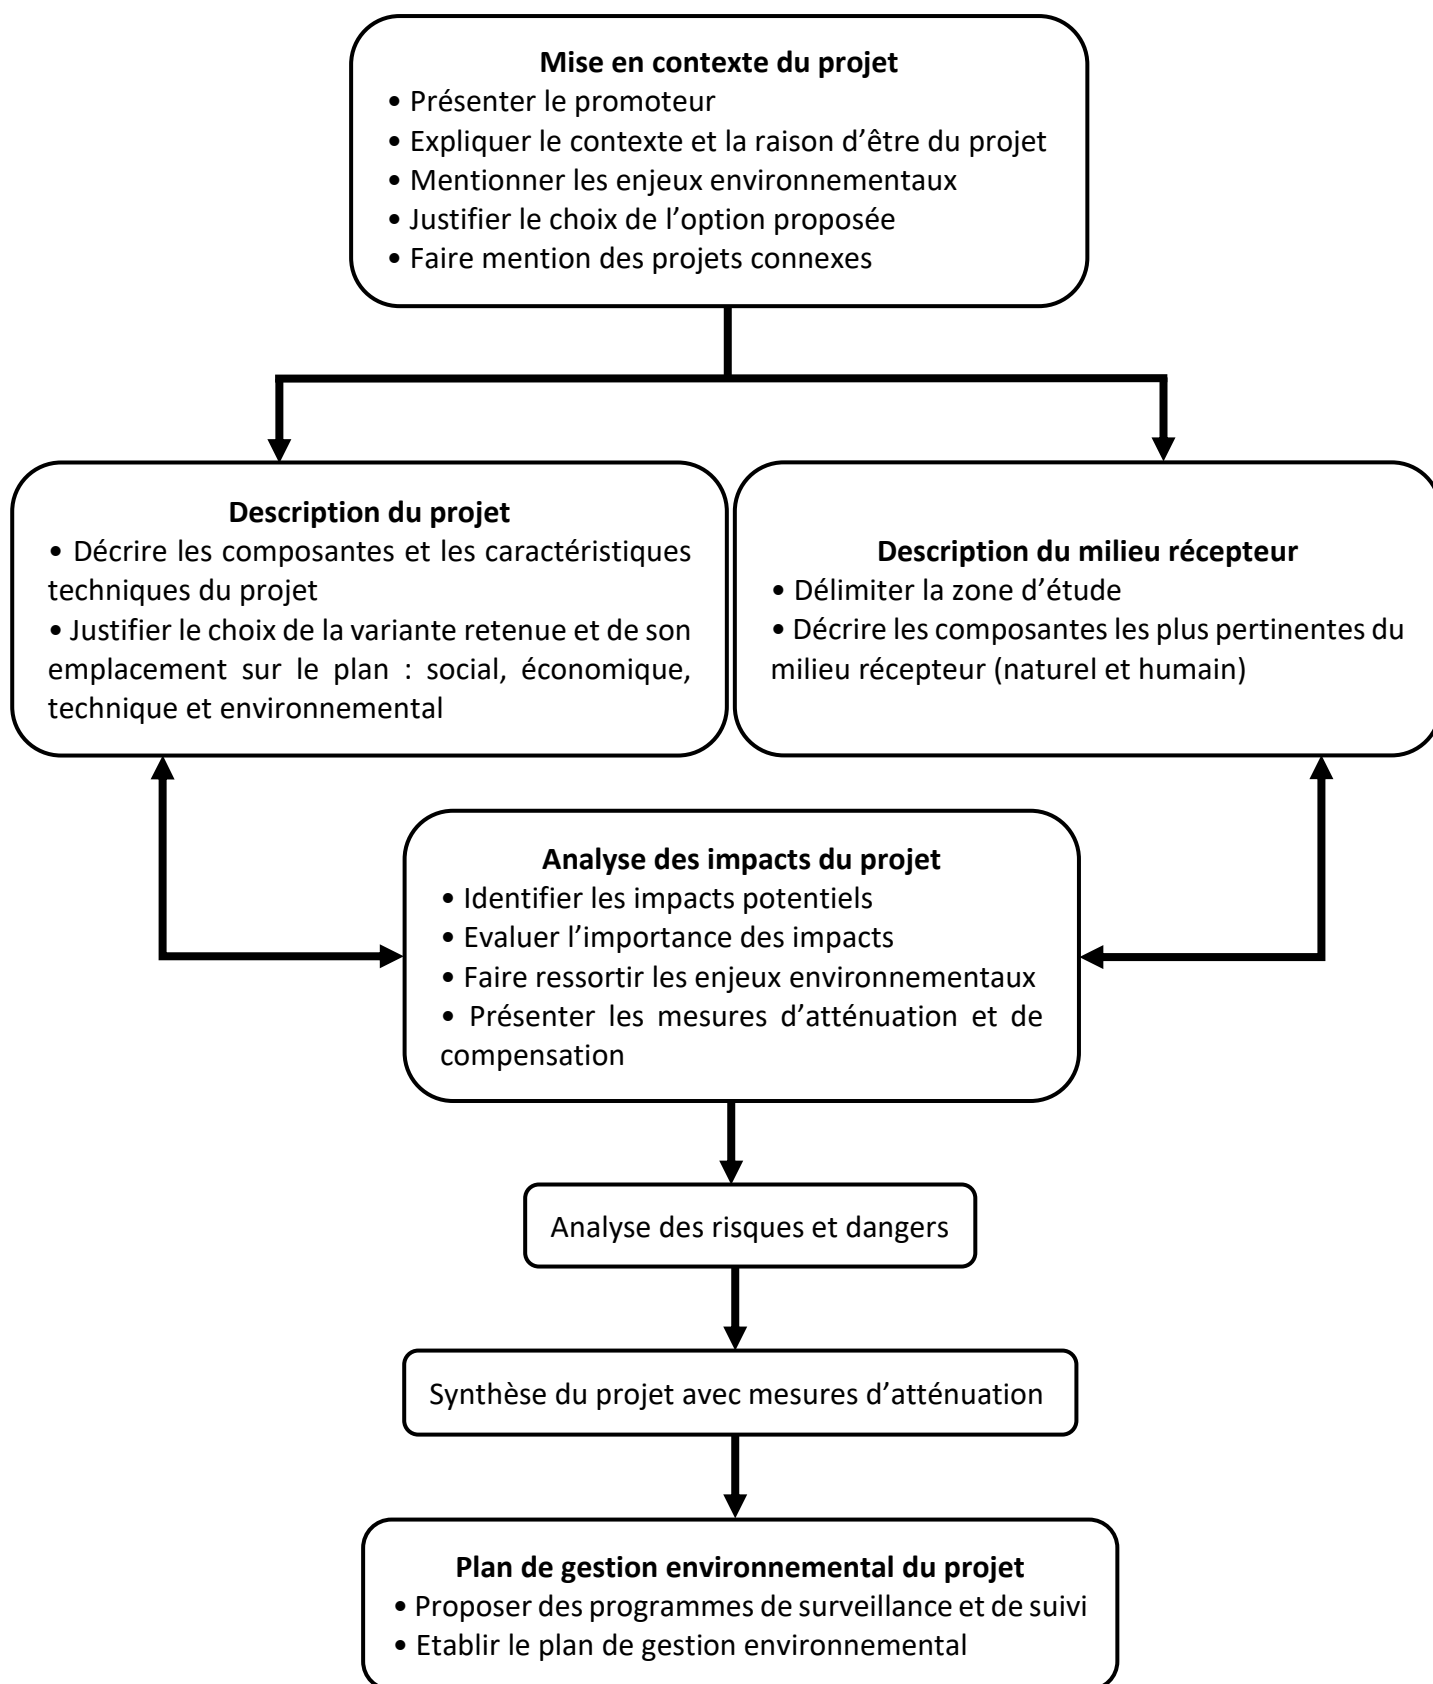 Mise en contexte du projet
• Présenter le promoteur
• Expliquer le contexte et la raison d’être du projet
• Mentionner les enjeux environnementaux
• Justifier le choix de l’option proposée
• Faire mention des projets connexes
Description du projet
• Décrire les composantes et les caractéristiques
techniques du projet
• Justifier le choix de la variante retenue et de son
emplacement sur le plan : social, économique,
technique et environnemental
Description du milieu récepteur
• Délimiter la zone d’étude
• Décrire les composantes les plus pertinentes du
milieu récepteur (naturel et humain)
Analyse des impacts du projet
• Identifier les impacts potentiels
• Evaluer l’importance des impacts
• Faire ressortir les enjeux environnementaux
• Présenter les mesures d’atténuation et de
compensation
Analyse des risques et dangers
Synthèse du projet avec mesures d’atténuation
Plan de gestion environnemental du projet
• Proposer des programmes de surveillance et de suivi
• Etablir le plan de gestion environnemental